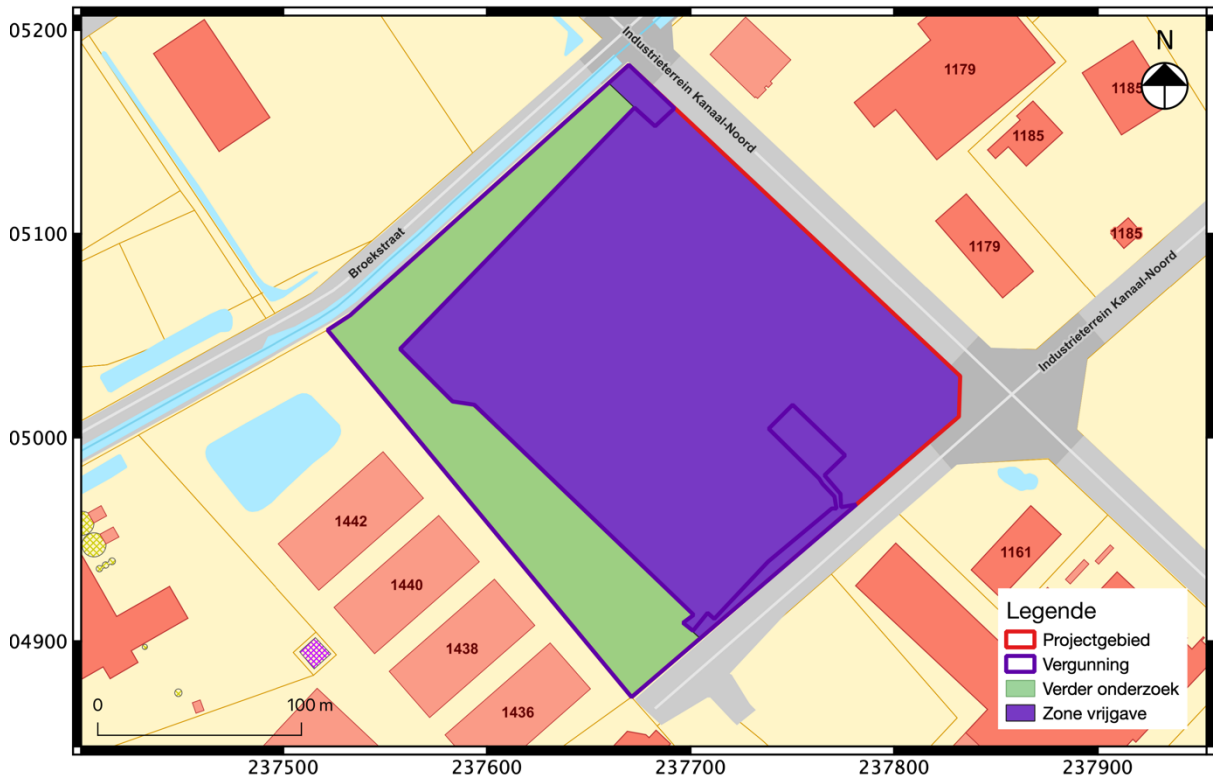 05200
05100
05000
04900
237500
237600
237700
237800
237900
N
Industrieterrein Kanaal-Noord
Industrieterrein Kanaal-Noord
Broekstraat
1179
1185
1185
1179
1185
1442
1440
1438
1436
1161
0
100 m
Legende
Projectgebied
Vergunning
Verder onderzoek
Zone vrijgave